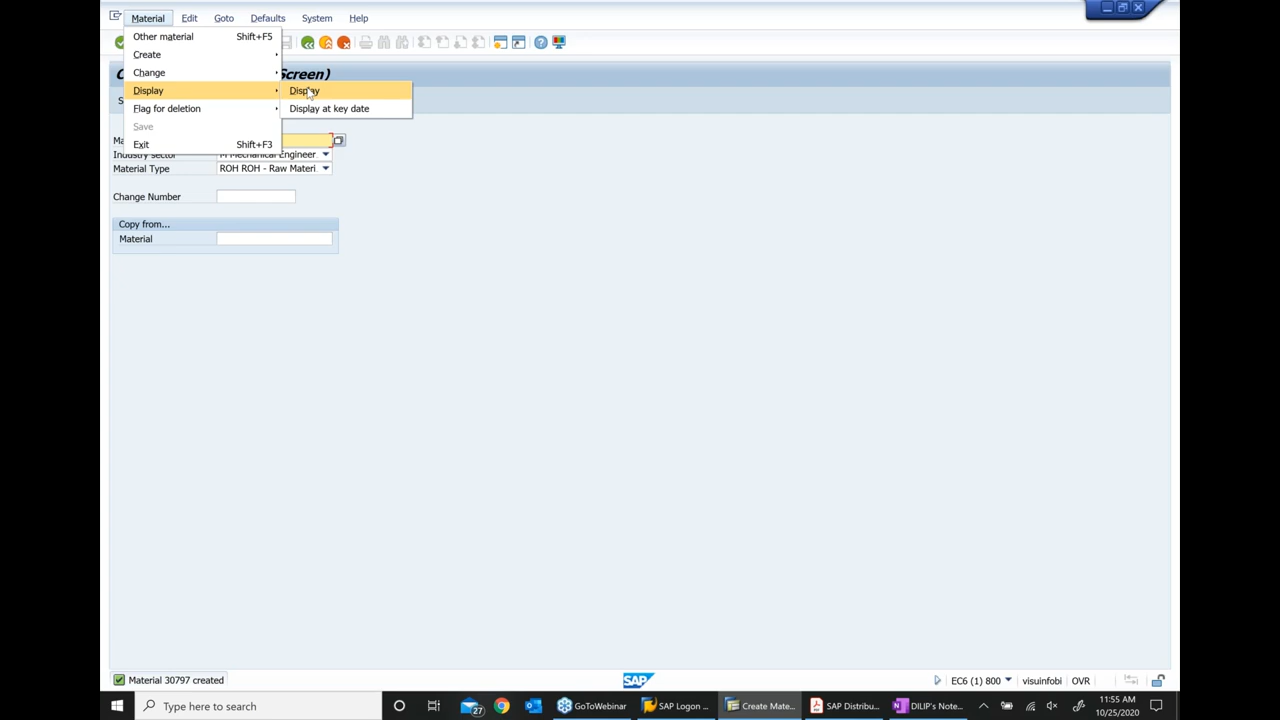 Material Edit Goto Defaults System Help
Other material Shift+F5
Create
Change
Display
Flag for deletion
Save
Exit Shift+F3
Display
Display at key date
Screen)
Industry sector M Mechanical Engineer
Material Type ROH ROH - Raw Materi
Change Number
Copy from...
Material
Material 30797 created
SAP
EC6 (1) 800
visuinfobi
OVR
Type here to search
27
GoToWebinar
SAP Logon ...
Create Mate...
SAP Distribu...
DILIP's Note...
11:55 AM
10/25/2020